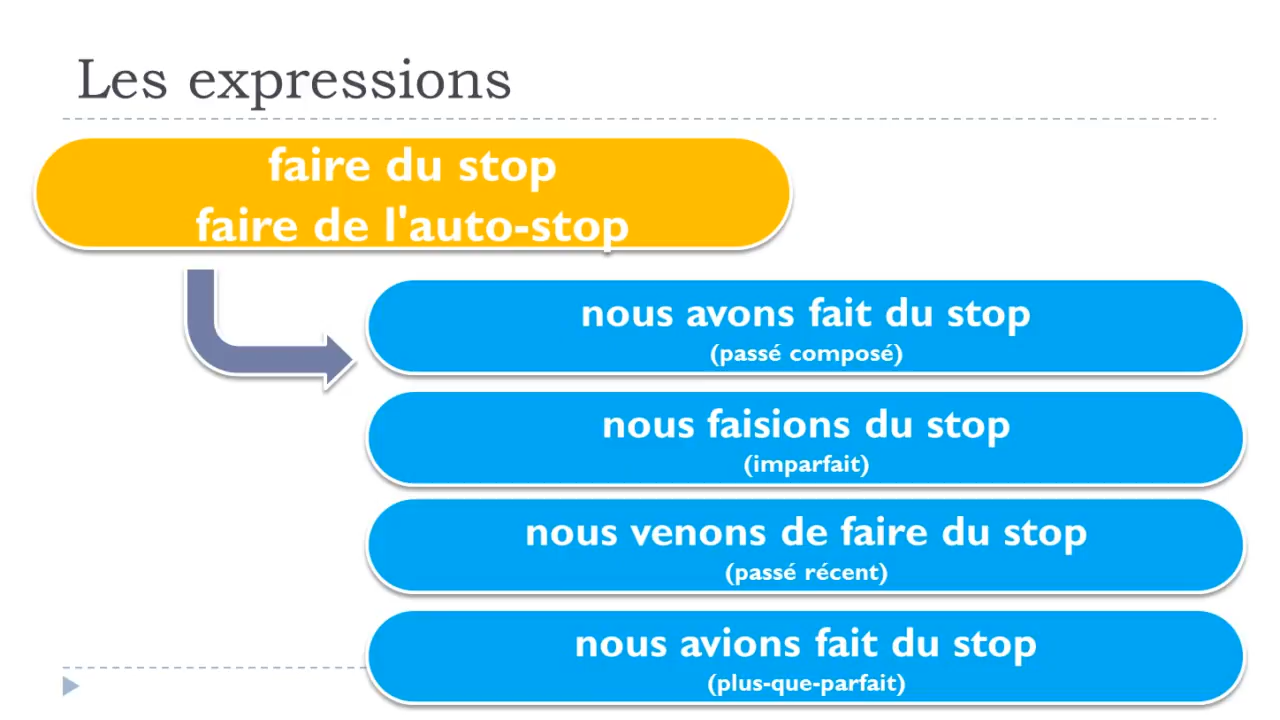 Les expressions
faire du stop
faire de l'auto-stop
nous avons fait du stop
(passé composé)
nous faisions du stop
(imparfait)
nous venons de faire du stop
(passé récent)
nous avions fait du stop
(plus-que-parfait)